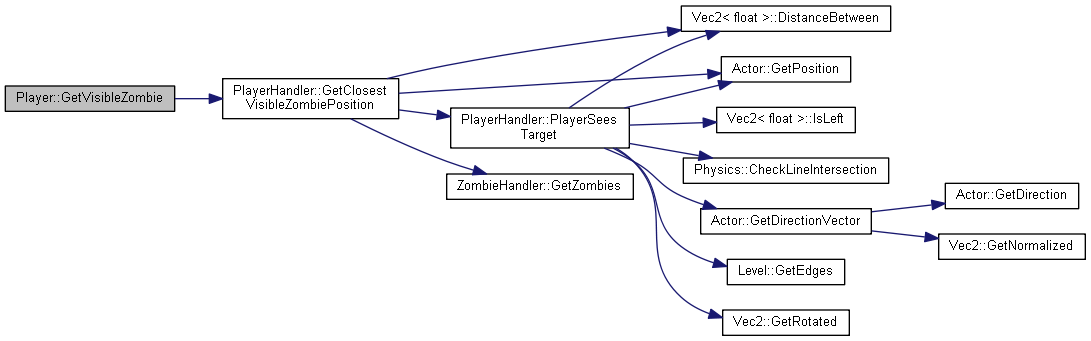 Player::GetVisibleZombie
PlayerHandler::GetClosest
VisibleZombiePosition
PlayerHandler::PlayerSees
Target
ZombieHandler::GetZombies
Vec2< float >::DistanceBetween
Actor::GetPosition
Vec2< float >::IsLeft
Physics::CheckLineIntersection
Actor::GetDirectionVector
Level::GetEdges
Vec2::GetRotated
Actor::GetDirection
Vec2::GetNormalized